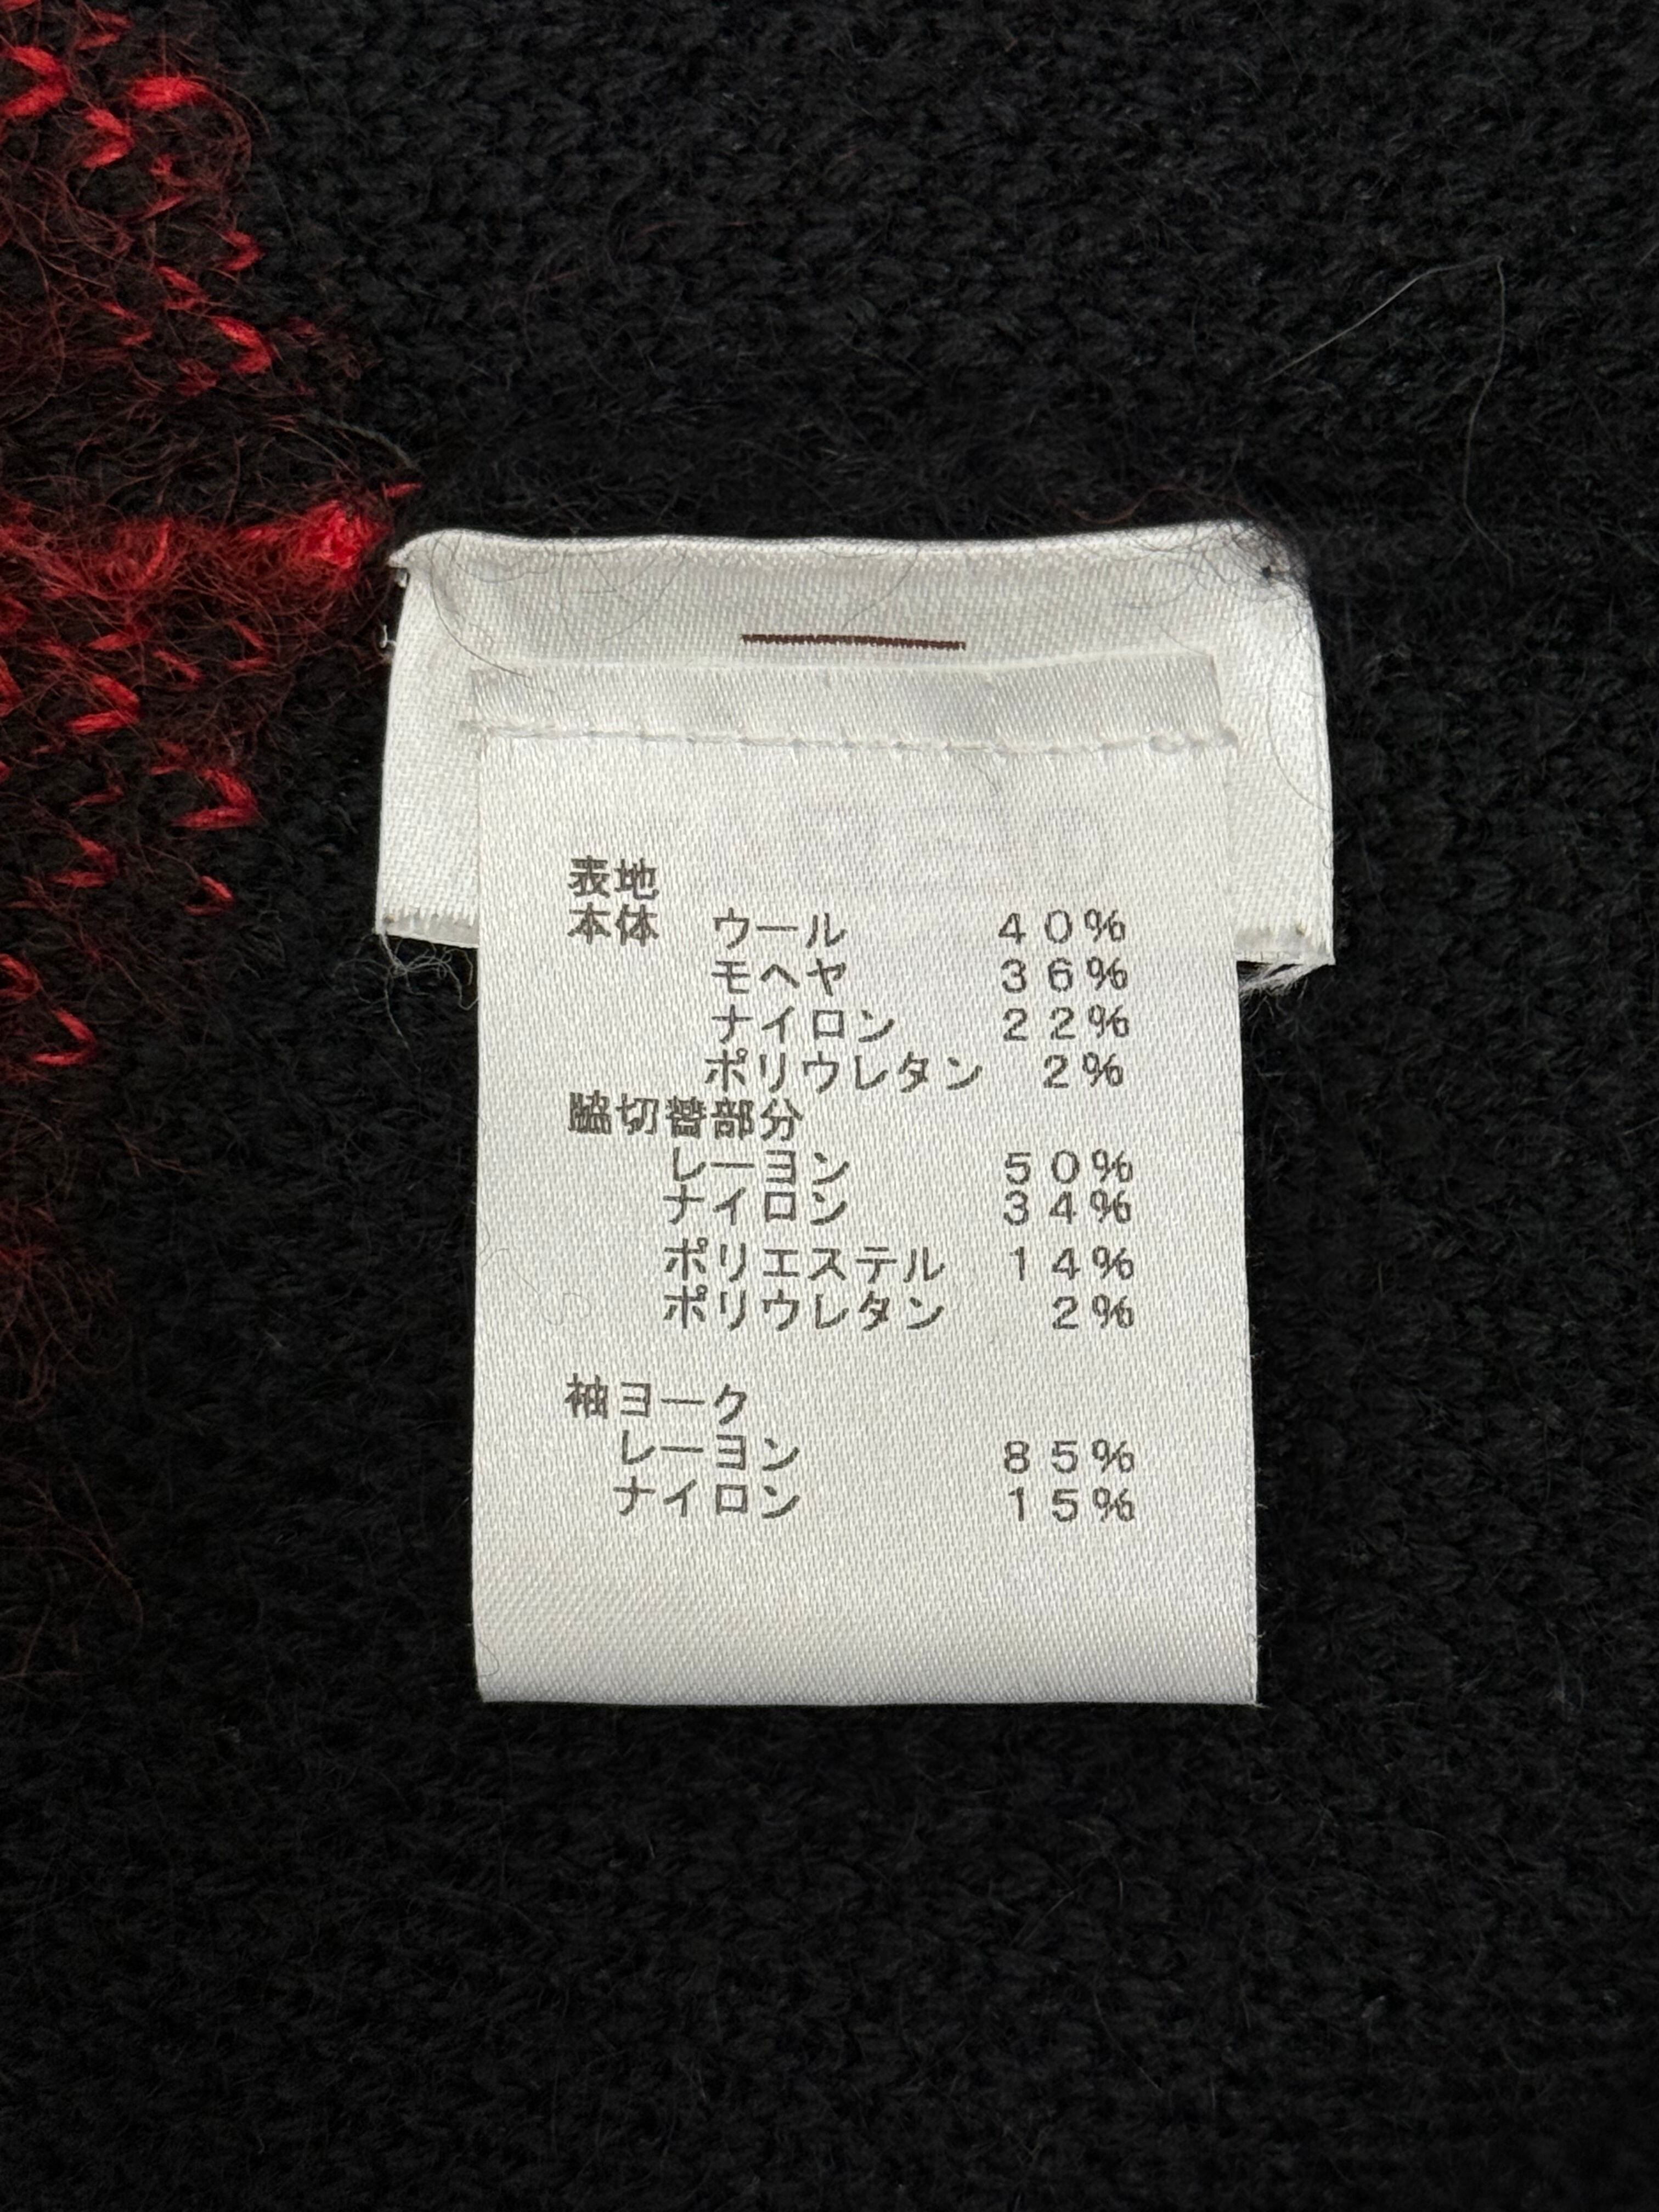 表地
本体 ウール 40%
モヘヤ 36%
ナイロン 22%
ポリウレタン 2%
脇切替部分
レーヨン 50%
ナイロン 34%
ポリエステル 14%
ポリウレタン 2%
袖ヨーク
レーヨン 85%
ナイロン 15%